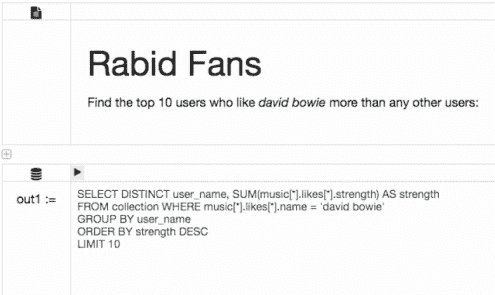 Rabid Fans
Find the top 10 users who like david bowie more than any other users:
out1 :=
SELECT DISTINCT user_name, SUM(music[*].likes[*].strength) AS strength
FROM collection WHERE music[*].likes[*].name = 'david bowie'
GROUP BY user_name
ORDER BY strength DESC
LIMIT 10